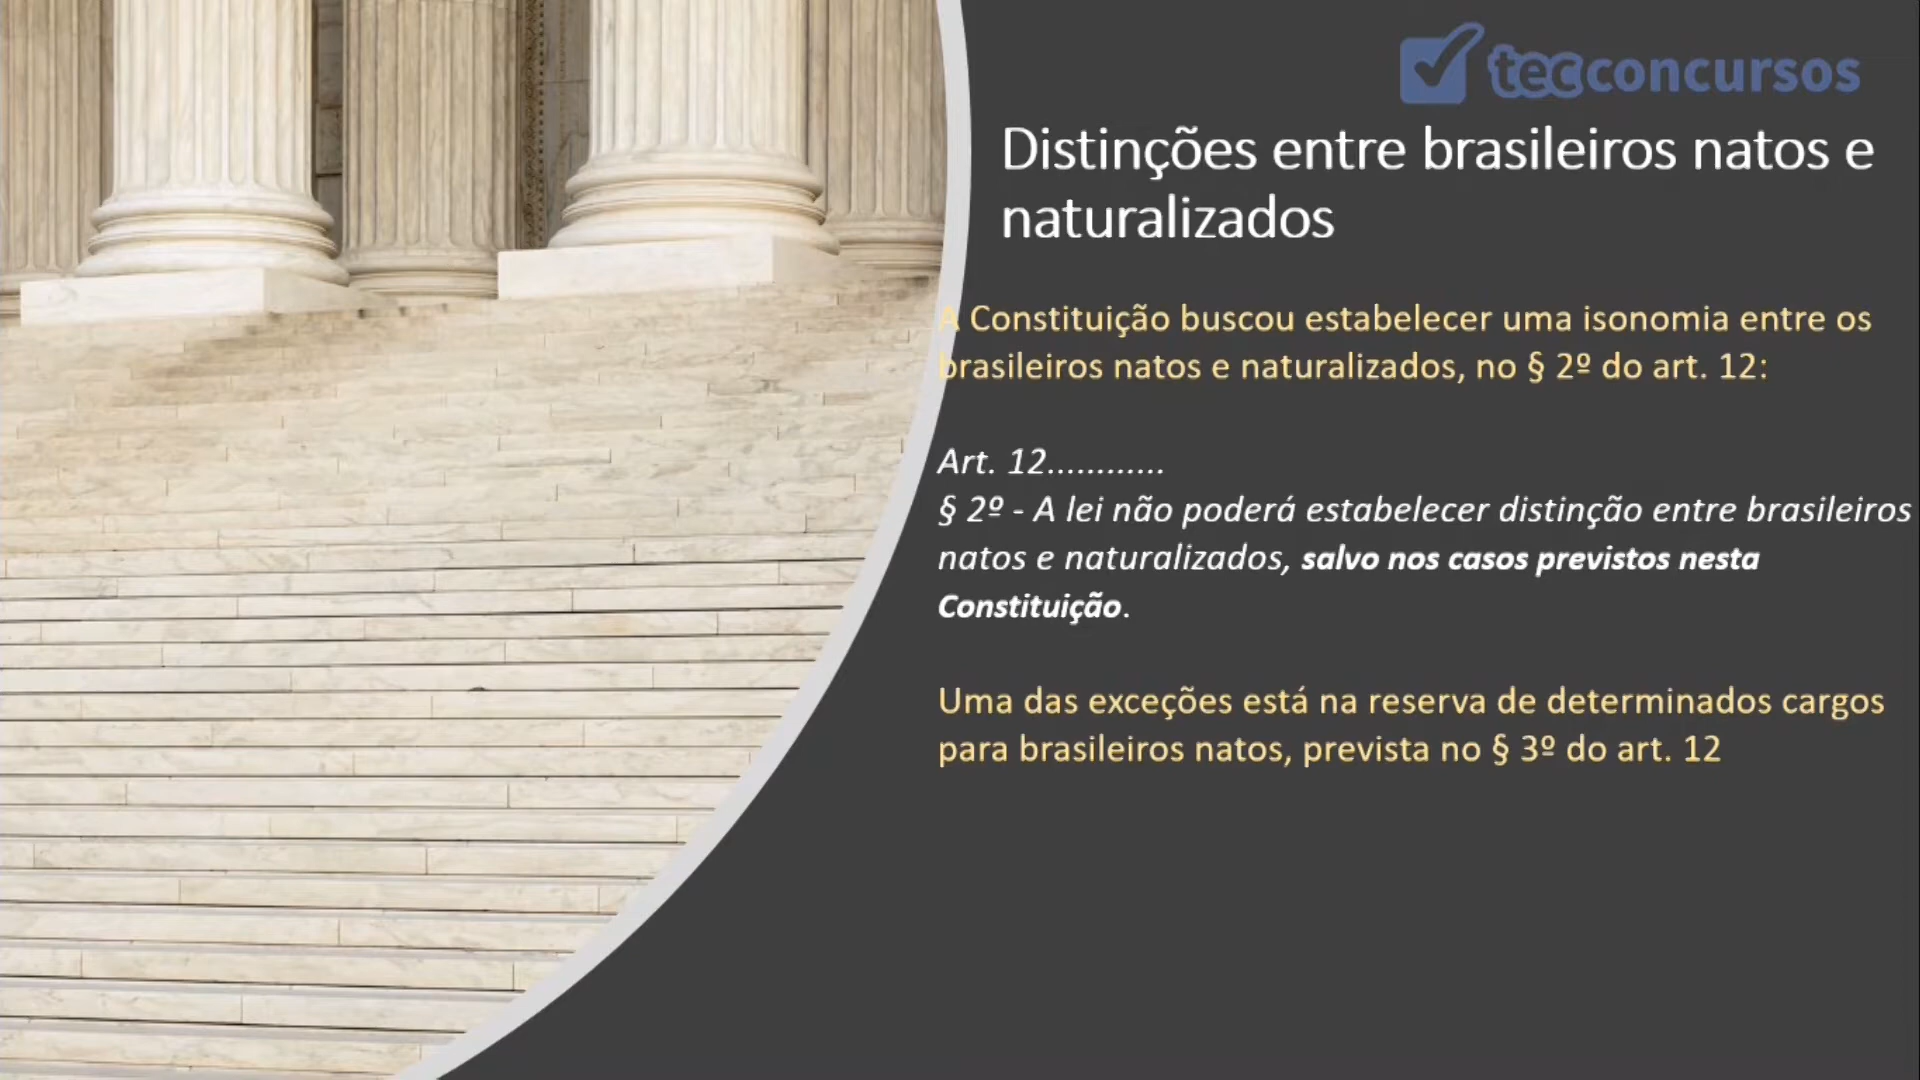 tecconcursos
Distinções entre brasileiros natos e
naturalizados
A Constituição buscou estabelecer uma isonomia entre os
brasileiros natos e naturalizados, no § 2º do art. 12:
Art. 12............
§ 2º - A lei não poderá estabelecer distinção entre brasileiros
natos e naturalizados, salvo nos casos previstos nesta
Constituição.
Uma das exceções está na reserva de determinados cargos
para brasileiros natos, prevista no § 3º do art. 12